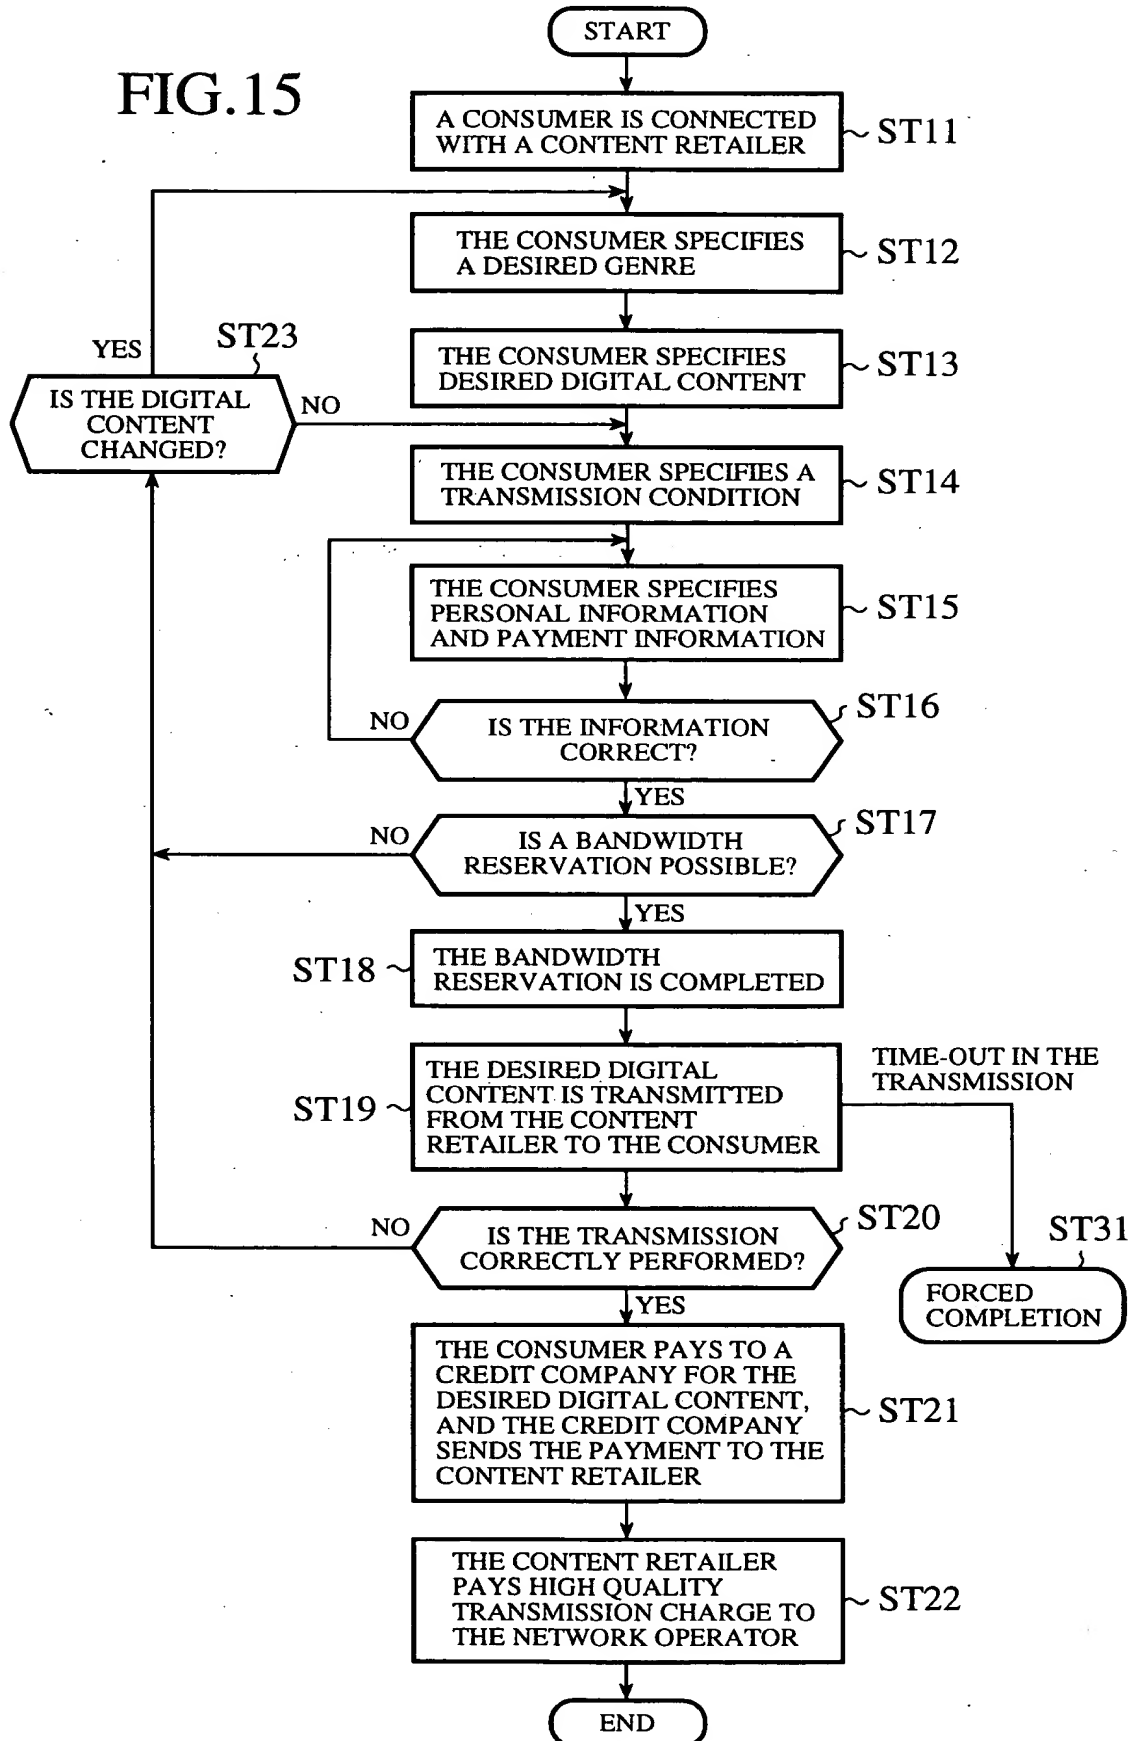 START
FIG.15
A CONSUMER IS CONNECTED
WITH A CONTENT RETAILER
ST11
THE CONSUMER SPECIFIES
A DESIRED GENRE
ST12
YES
ST23
THE CONSUMER SPECIFIES
DESIRED DIGITAL CONTENT
ST13
IS THE DIGITAL
CONTENT
CHANGED?
NO
THE CONSUMER SPECIFIES A
TRANSMISSION CONDITION
ST14
THE CONSUMER SPECIFIES
PERSONAL INFORMATION
AND PAYMENT INFORMATION
ST15
NO
IS THE INFORMATION
CORRECT?
ST16
YES
NO
IS A BANDWIDTH
RESERVATION POSSIBLE?
ST17
YES
ST18
THE BANDWIDTH
RESERVATION IS COMPLETED
ST19
THE DESIRED DIGITAL
CONTENT IS TRANSMITTED
FROM THE CONTENT
RETAILER TO THE CONSUMER
TIME-OUT IN THE
TRANSMISSION
NO
IS THE TRANSMISSION
CORRECTLY PERFORMED?
ST20
ST31
FORCED
COMPLETION
YES
THE CONSUMER PAYS TO A
CREDIT COMPANY FOR THE
DESIRED DIGITAL CONTENT,
AND THE CREDIT COMPANY
SENDS THE PAYMENT TO THE
CONTENT RETAILER
ST21
THE CONTENT RETAILER
PAYS HIGH QUALITY
TRANSMISSION CHARGE TO
THE NETWORK OPERATOR
ST22
END